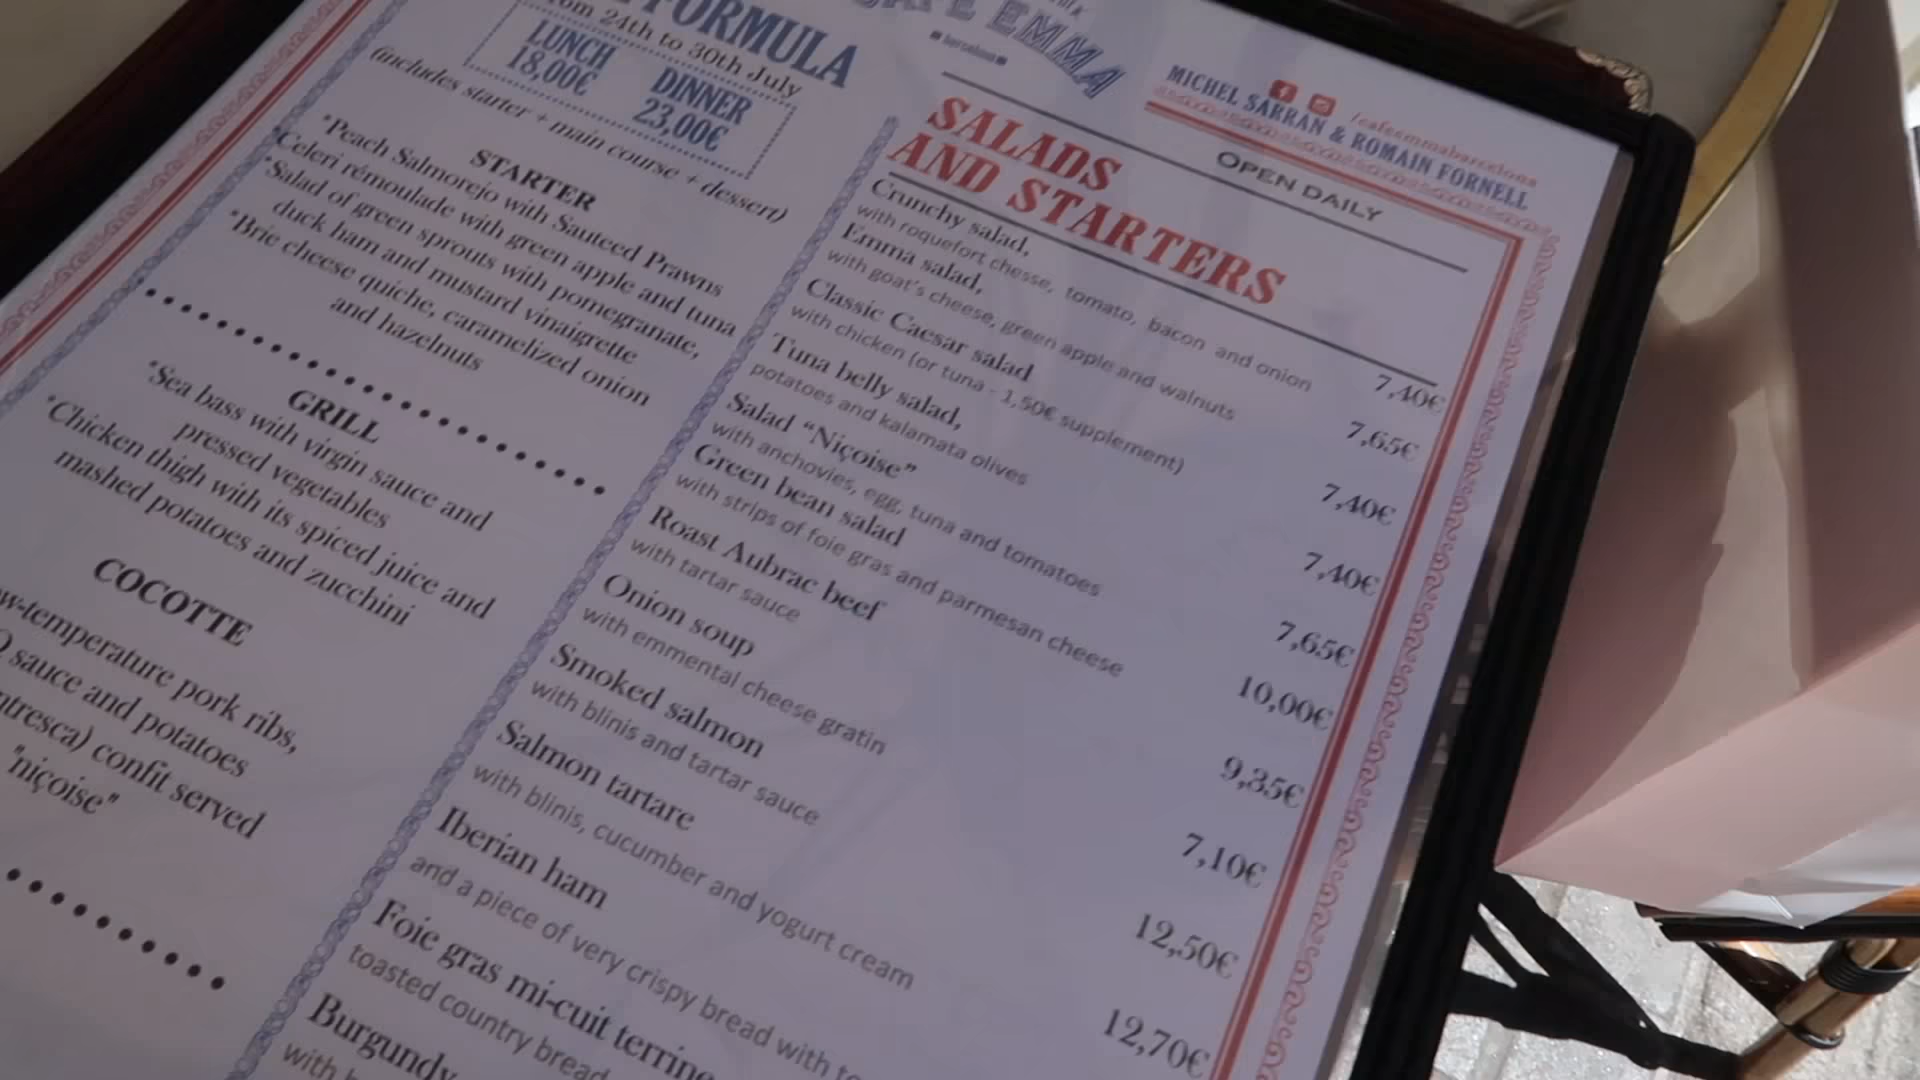 FORMULA
from 24th to 30th July
LUNCH
18,00€
DINNER
23,00€
(includes starter + main course + dessert)
STARTER
*Peach Salmorejo with Sauteed Prawns
*Celeri rémoulade with green apple and tuna
*Salad of green sprouts with pomegranate,
duck ham and mustard vinaigrette
*Brie cheese quiche, caramelized onion
and hazelnuts
GRILL
*Sea bass with virgin sauce and
pressed vegetables
*Chicken thigh with its spiced juice and
mashed potatoes and zucchini
COCOTTE
w-temperature pork ribs,
Q sauce and potatoes
ntresca) confit served
"niçoise"
CAFE EMMA
barcelona
/cafeemmabarcelona
MICHEL SARRAN & ROMAIN FORNELL
OPEN DAILY
SALADS
AND STARTERS
Crunchy salad,
with roquefort chesse, tomato, bacon and onion 7,40€
Emma salad,
with goat's cheese, green apple and walnuts 7,65€
Classic Caesar salad
with chicken (or tuna - 1,50€ supplement) 7,40€
Tuna belly salad,
potatoes and kalamata olives 7,40€
Salad "Niçoise"
with anchovies, egg, tuna and tomatoes 7,65€
Green bean salad
with strips of foie gras and parmesan cheese 10,00€
Roast Aubrac beef
with tartar sauce 9,35€
Onion soup
with emmental cheese gratin 7,10€
Smoked salmon
with blinis and tartar sauce 12,50€
Salmon tartare
with blinis, cucumber and yogurt cream 12,70€
Iberian ham
and a piece of very crispy bread with to
Foie gras mi-cuit terrine
toasted country bread
Burgundy
with